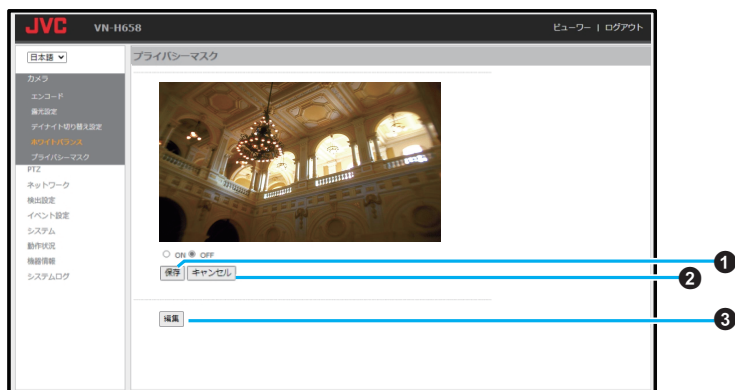 JVC VN-H658 ビューワー | ログアウト
日本語
プライバシーマスク
カメラ
エンコード
露光設定
デイナイト切り替え設定
ホワイトバランス
プライバシーマスク
PTZ
ネットワーク
検出設定
イベント設定
システム
動作状況
機器情報
システムログ
ON OFF
保存 キャンセル
編集
1
2
3